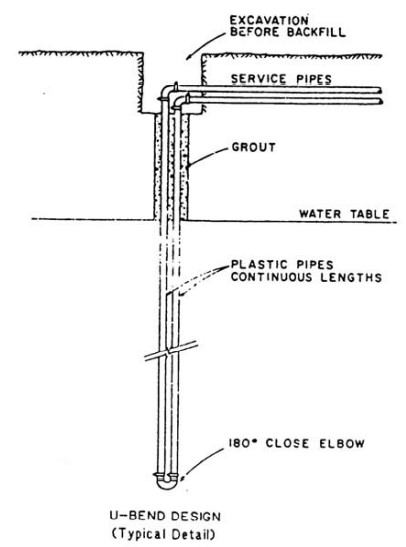 EXCAVATION
BEFORE BACKFILL
SERVICE PIPES
GROUT
WATER TABLE
PLASTIC PIPES
CONTINUOUS LENGTHS
180° CLOSE ELBOW
U-BEND DESIGN
(Typical Detail)